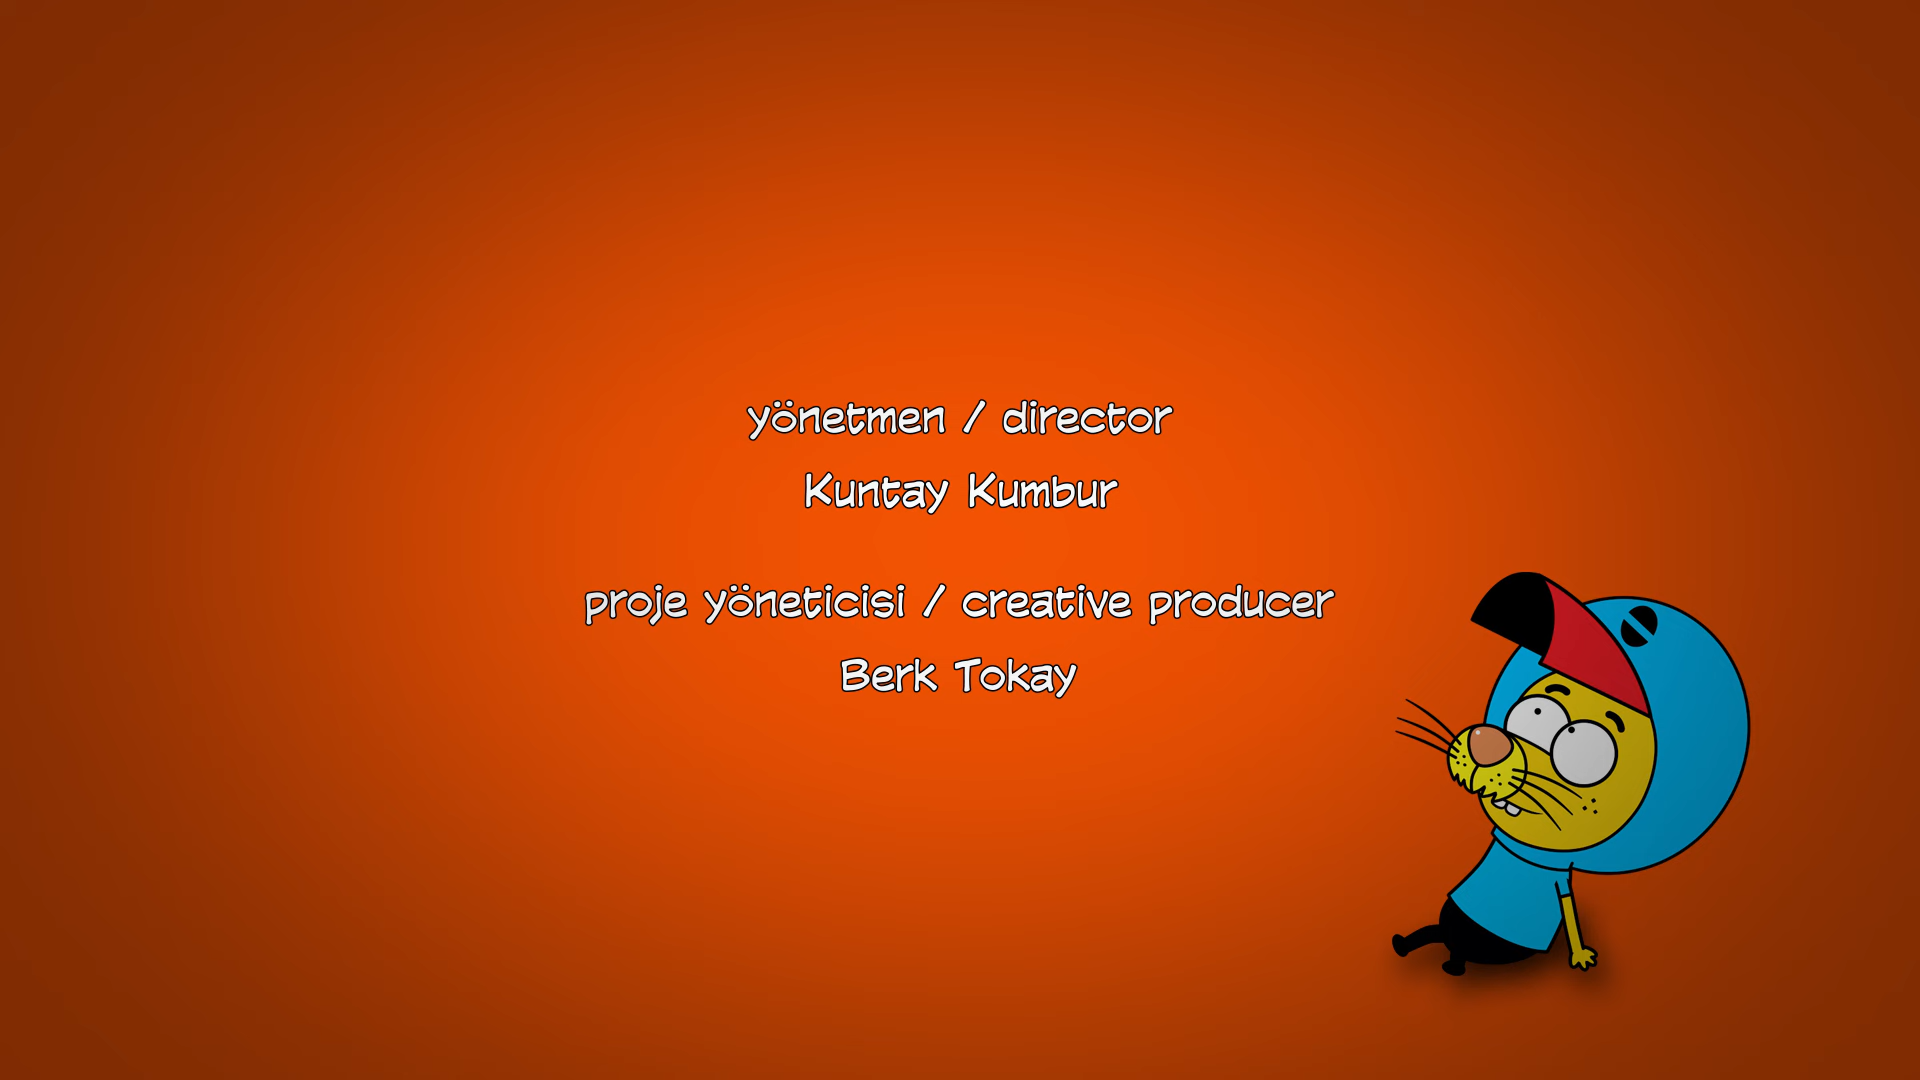 yönetmen / director
Kuntay Kumbur
proje yöneticisi / creative producer
Berk Tokay